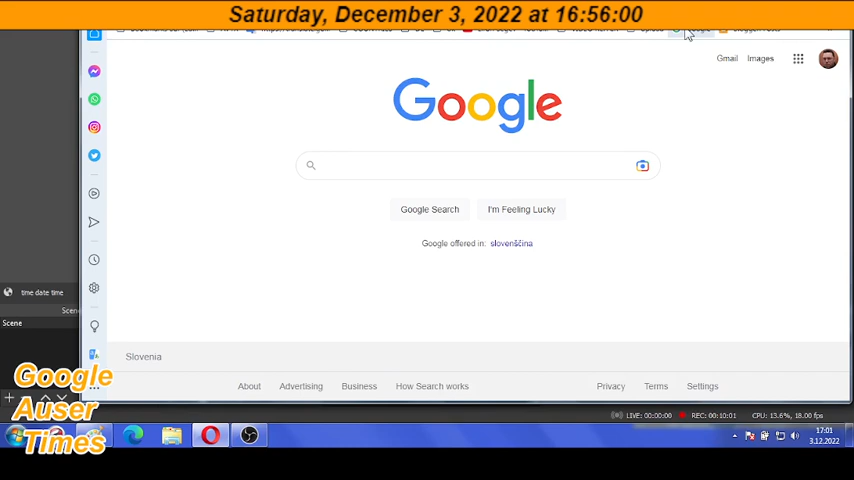 Saturday, December 3, 2022 at 16:56:00
Gmail Images
Google
Google Search I'm Feeling Lucky
Google offered in: slovenščina
time date time
Scene
Scene
Slovenia
About Advertising Business How Search works Privacy Terms Settings
Google
Auser
Times
LIVE: 00:00:00 REC: 00:10:01 CPU: 13.6%, 18.00 fps
17:01
3.12.2022